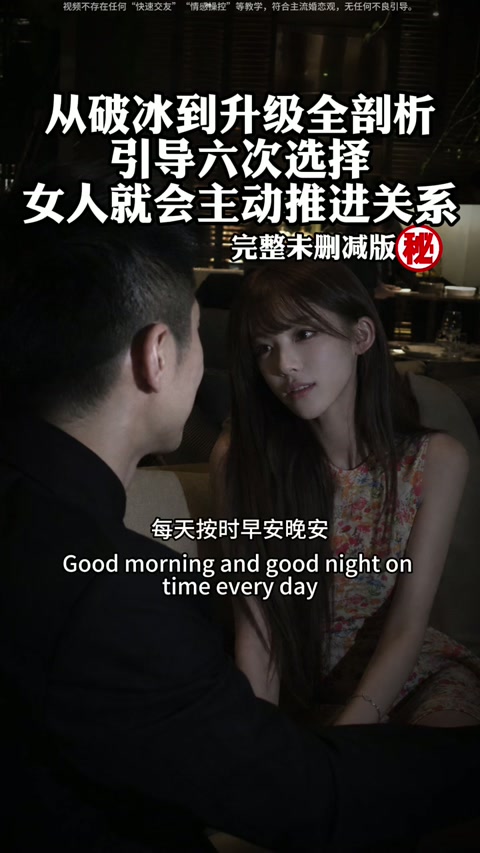 视频不存在任何“快速交友”“情感操控”等教学，符合主流婚恋观，无任何不良引导。
从破冰到升级全剖析
引导六次选择
女人就会主动推进关系
完整未删减版 秘
每天按时早安晚安
Good morning and good night on
time every day